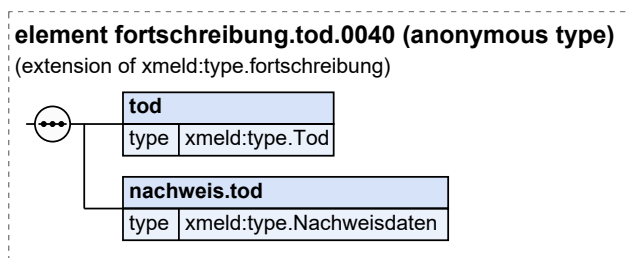 element fortschreibung.tod.0040 (anonymous type)
(extension of xmeld:type.fortschreibung)
tod
type xmeld:type.Tod
nachweis.tod
type xmeld:type.Nachweisdaten